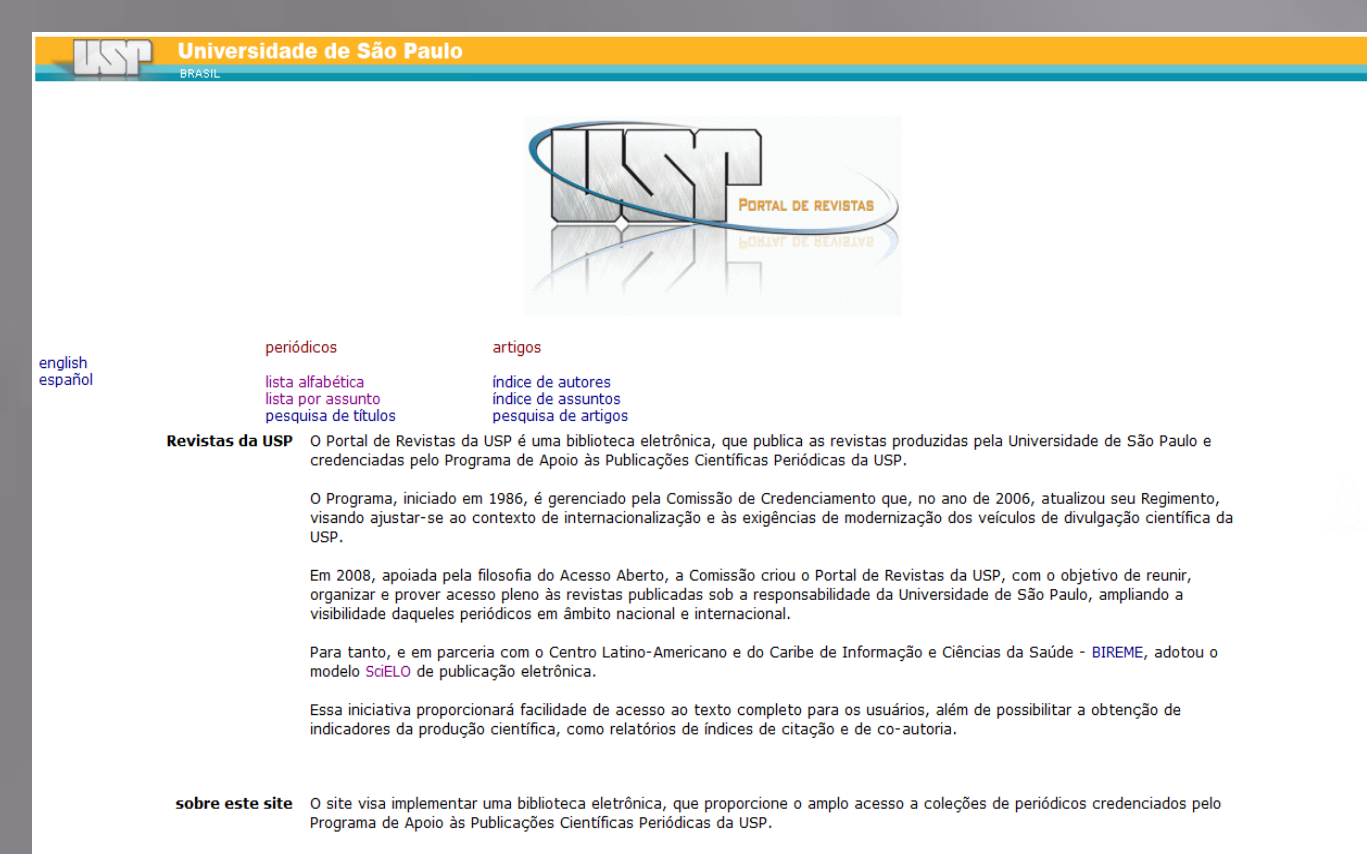 USP Universidade de São Paulo
BRASIL
USP
PORTAL DE REVISTAS
english
español
periódicos
lista alfabética
lista por assunto
pesquisa de títulos
artigos
índice de autores
índice de assuntos
pesquisa de artigos
Revistas da USP
O Portal de Revistas da USP é uma biblioteca eletrônica, que publica as revistas produzidas pela Universidade de São Paulo e
credenciadas pelo Programa de Apoio às Publicações Científicas Periódicas da USP.
O Programa, iniciado em 1986, é gerenciado pela Comissão de Credenciamento que, no ano de 2006, atualizou seu Regimento,
visando ajustar-se ao contexto de internacionalização e às exigências de modernização dos veículos de divulgação científica da
USP.
Em 2008, apoiada pela filosofia do Acesso Aberto, a Comissão criou o Portal de Revistas da USP, com o objetivo de reunir,
organizar e prover acesso pleno às revistas publicadas sob a responsabilidade da Universidade de São Paulo, ampliando a
visibilidade daqueles periódicos em âmbito nacional e internacional.
Para tanto, e em parceria com o Centro Latino-Americano e do Caribe de Informação e Ciências da Saúde - BIREME, adotou o
modelo SciELO de publicação eletrônica.
Essa iniciativa proporcionará facilidade de acesso ao texto completo para os usuários, além de possibilitar a obtenção de
indicadores da produção científica, como relatórios de índices de citação e de co-autoria.
sobre este site
O site visa implementar uma biblioteca eletrônica, que proporcione o amplo acesso a coleções de periódicos credenciados pelo
Programa de Apoio às Publicações Científicas Periódicas da USP.